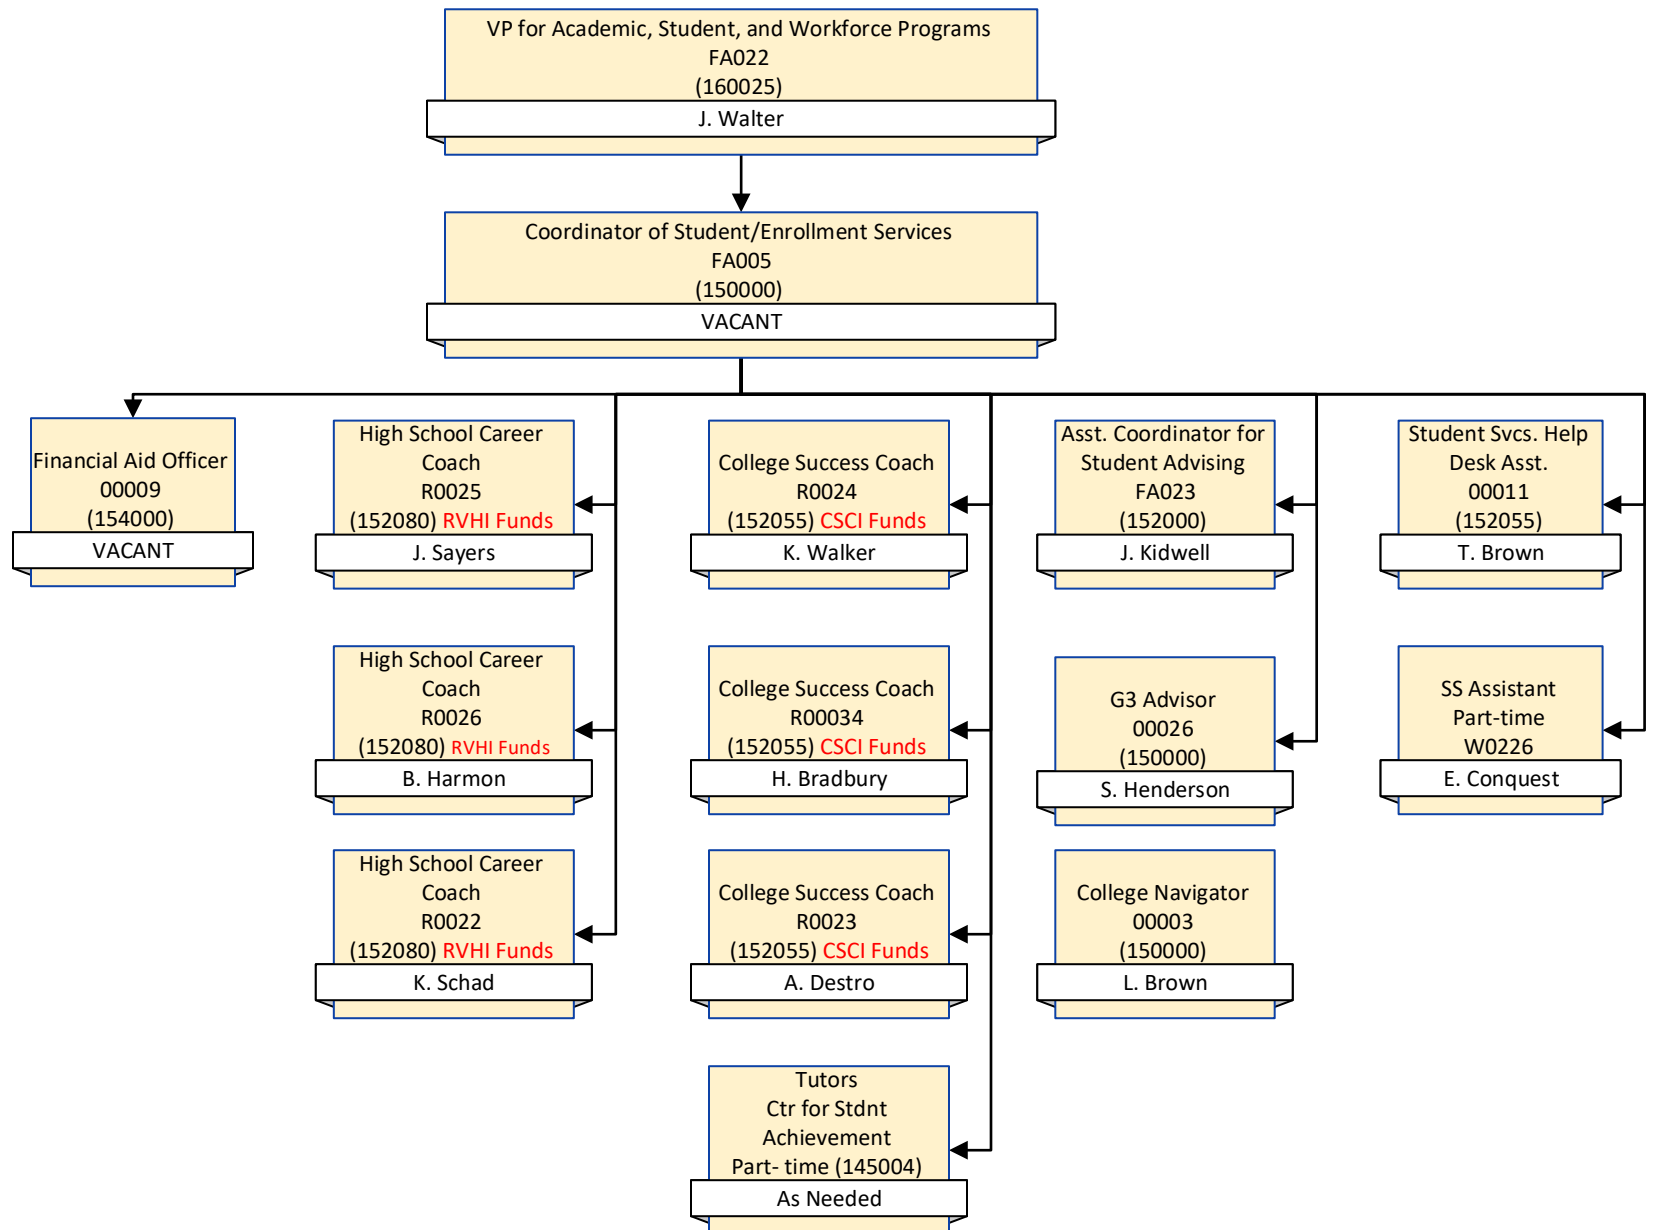 VP for Academic, Student, and Workforce Programs
FA022
(160025)
J. Walter
Coordinator of Student/Enrollment Services
FA005
(150000)
VACANT
Financial Aid Officer
00009
(154000)
VACANT
High School Career
Coach
R0025
(152080) RVHI Funds
J. Sayers
College Success Coach
R0024
(152055) CSCI Funds
K. Walker
Asst. Coordinator for
Student Advising
FA023
(152000)
J. Kidwell
Student Svcs. Help
Desk Asst.
00011
(152055)
T. Brown
High School Career
Coach
R0026
(152080) RVHI Funds
B. Harmon
College Success Coach
R00034
(152055) CSCI Funds
H. Bradbury
G3 Advisor
00026
(150000)
S. Henderson
SS Assistant
Part-time
W0226
E. Conquest
High School Career
Coach
R0022
(152080) RVHI Funds
K. Schad
College Success Coach
R0023
(152055) CSCI Funds
A. Destro
College Navigator
00003
(150000)
L. Brown
Tutors
Ctr for Stdnt
Achievement
Part- time (145004)
As Needed